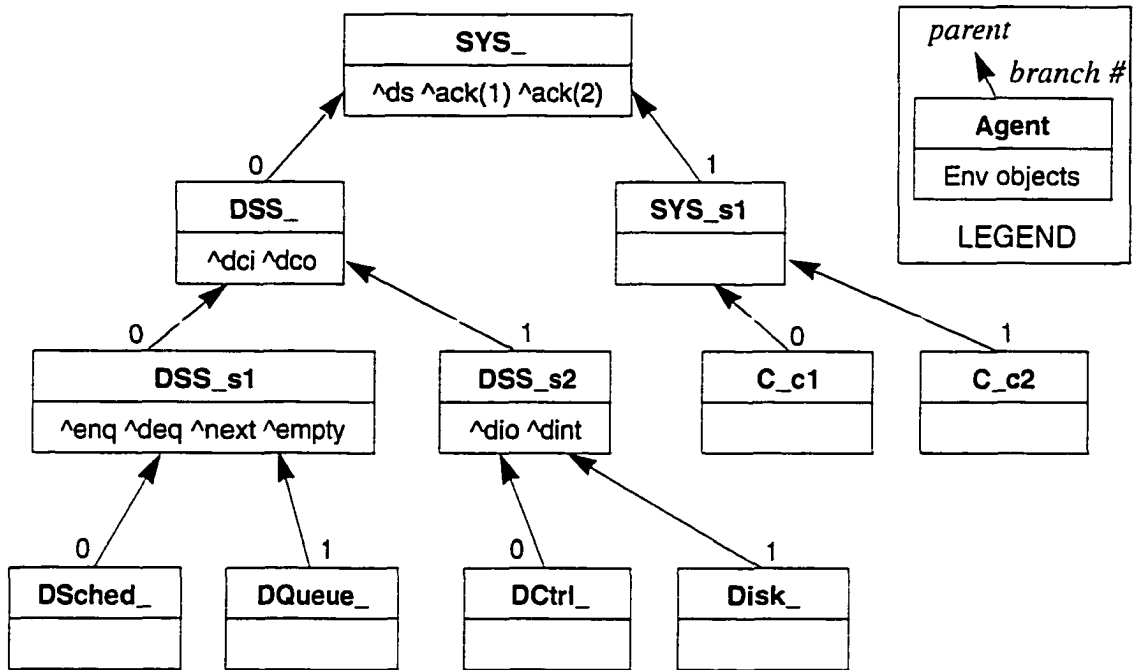 SYS_
^ds ^ack(1) ^ack(2)
parent
branch #
Agent
Env objects
LEGEND
0
1
DSS_
^dci ^dco
SYS_s1
0
1
0
1
DSS_s1
^enq ^deq ^next ^empty
DSS_s2
^dio ^dint
C_c1
C_c2
0
1
0
1
DSched_
DQueue_
DCtrl_
Disk_